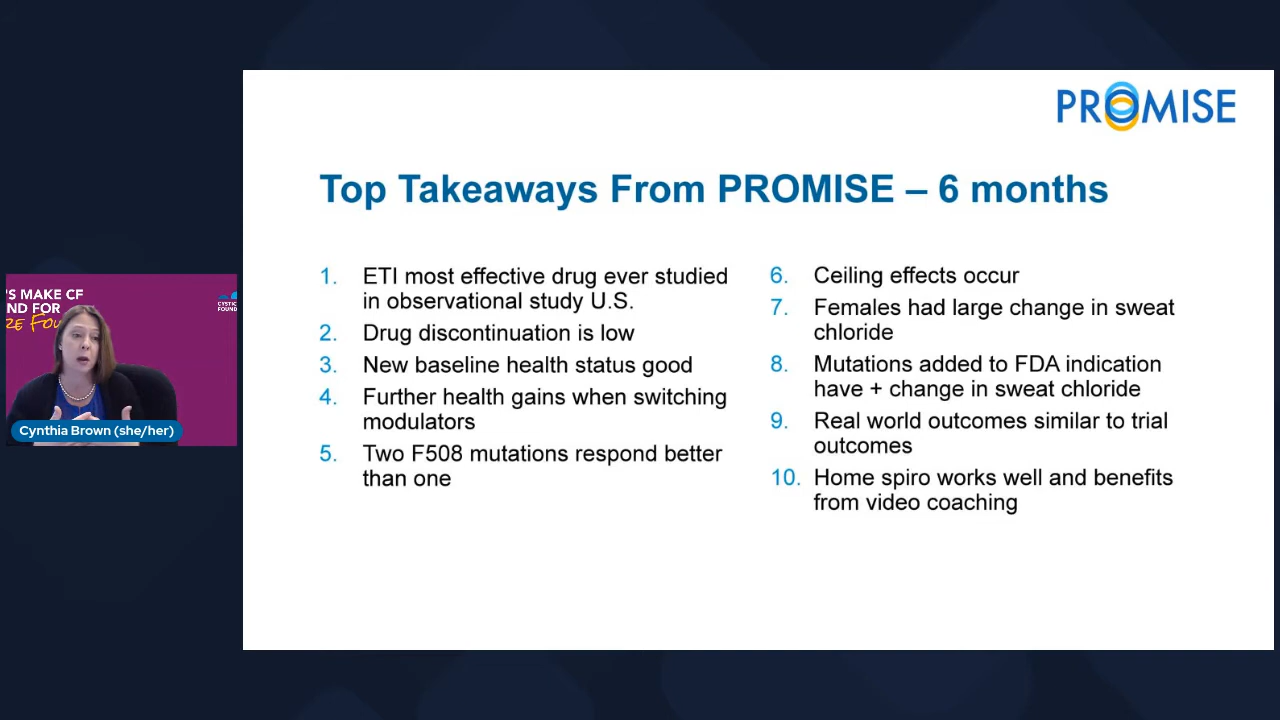 PROMISE
Top Takeaways From PROMISE – 6 months
1. ETI most effective drug ever studied
in observational study U.S.
2. Drug discontinuation is low
3. New baseline health status good
4. Further health gains when switching
modulators
5. Two F508 mutations respond better
than one
6. Ceiling effects occur
7. Females had large change in sweat
chloride
8. Mutations added to FDA indication
have + change in sweat chloride
9. Real world outcomes similar to trial
outcomes
10. Home spiro works well and benefits
from video coaching
'S MAKE CF
ND FOR
CYSTIC
FOUND
Cynthia Brown (she/her)